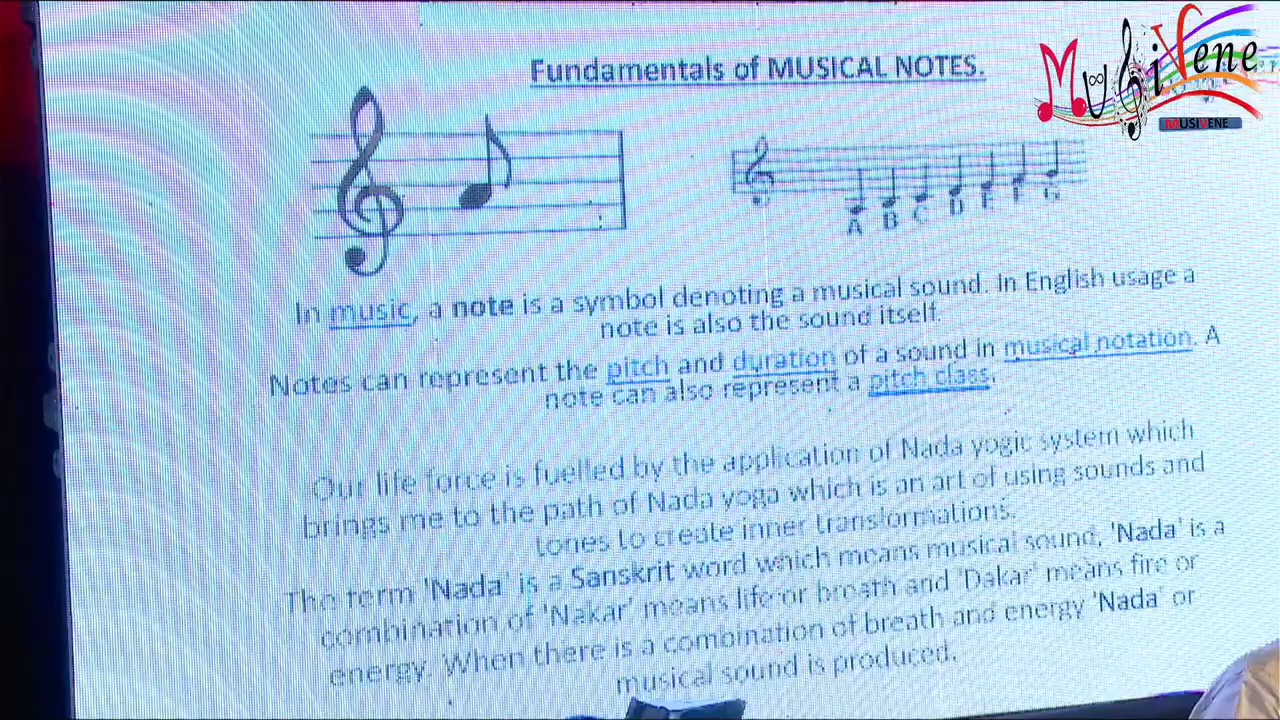 MusiVene
MUSIVENE
Fundamentals of MUSICAL NOTES.
A B C D E F G
In music, a note is a symbol denoting a musical sound. In English usage a
note is also the sound itself.
Notes can represent the pitch and duration of a sound in musical notation. A
note can also represent a pitch class.
Our life force is fuelled by the application of Nada yogic system which
brings me to the path of Nada yoga which is an art of using sounds and
tones to create inner transformations.
The term 'Nada' is a Sanskrit word which means musical sound, 'Nada' is a
combination of 'Nakar' means life or breath and 'Dakar' means fire or
energy. When there is a combination of breath and energy 'Nada' or
musical sound is produced.